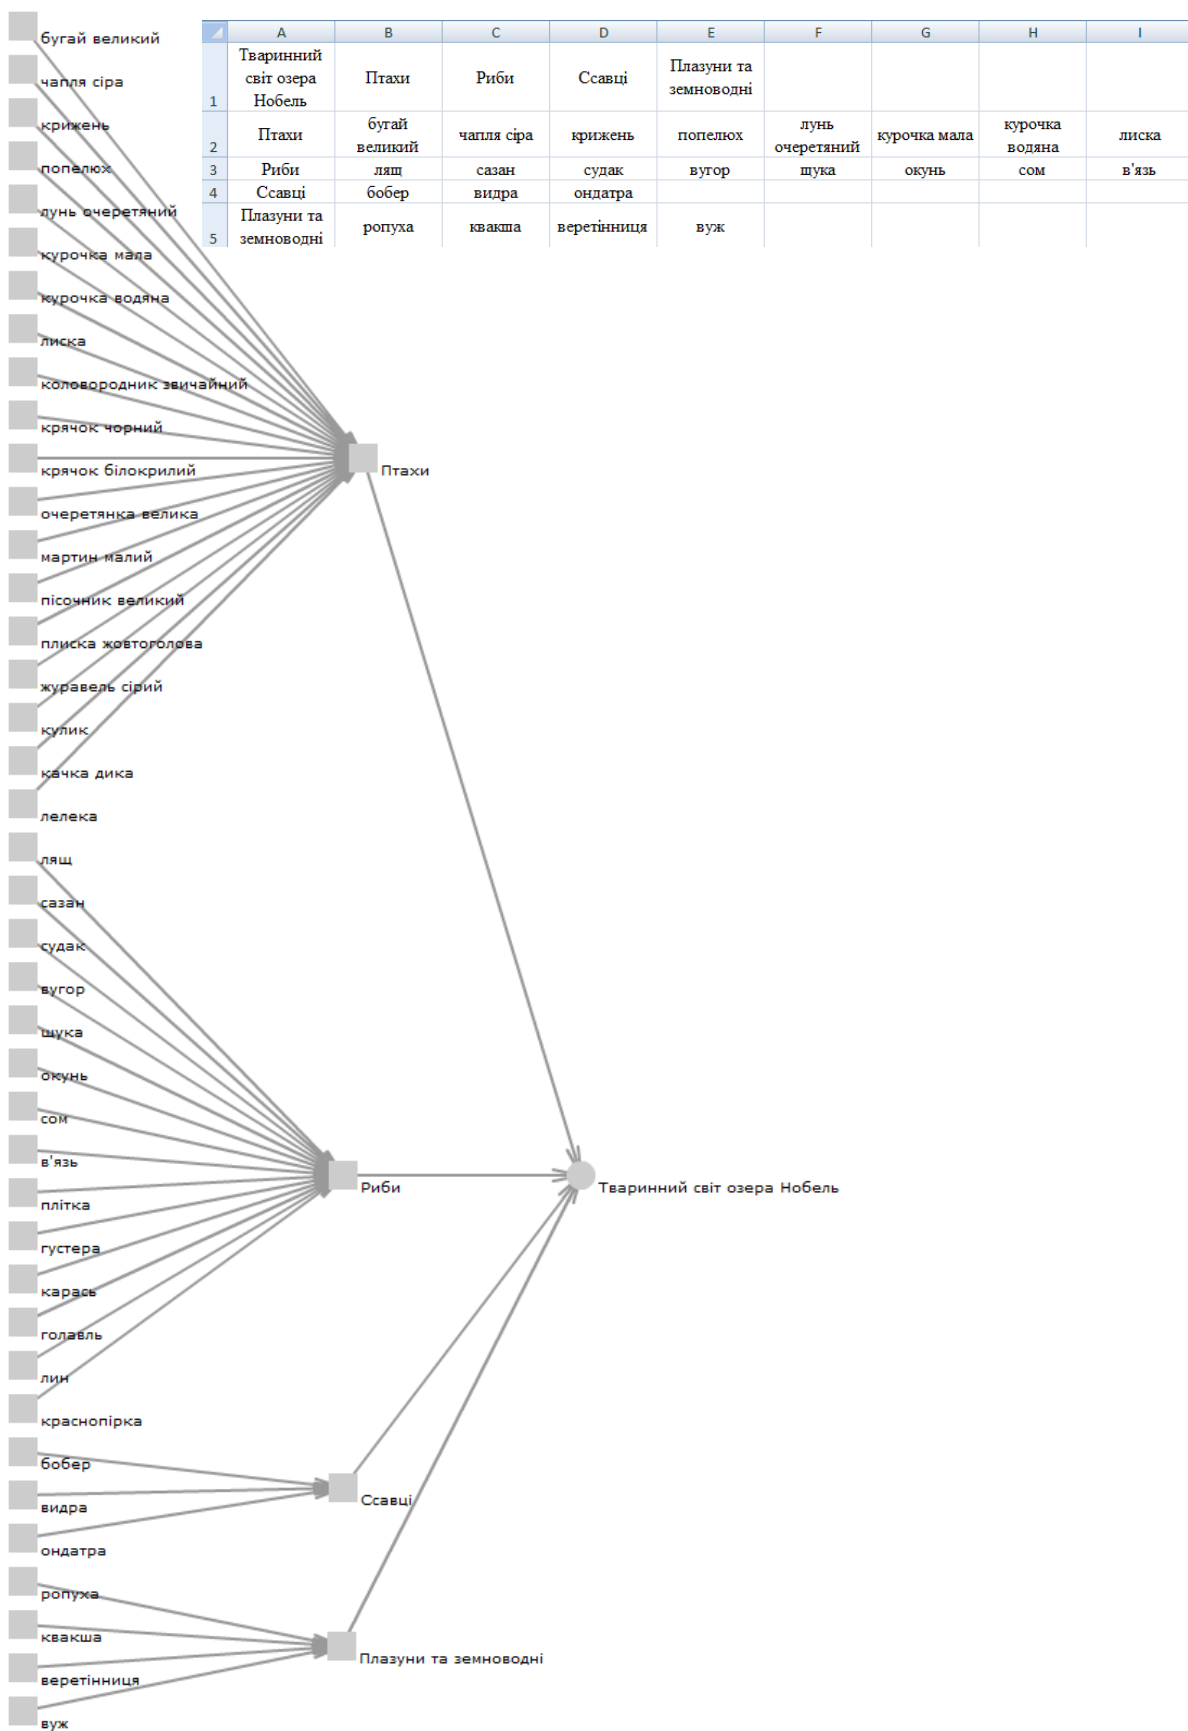 A B C D E F G H I
1 Тваринний світ озера Нобель Птахи Риби Ссавці Плазуни та земноводні
2 Птахи бугай великий чапля сіра крижень попелюх лунь очеретяний курочка мала курочка водяна лиска
3 Риби лящ сазан судак вугор щука окунь сом в'язь
4 Ссавці бобер видра ондатра
5 Плазуни та земноводні ропуха квакша веретінниця вуж
бугай великий
чапля сіра
крижень
попелюх
лунь очеретяний
курочка мала
курочка водяна
лиска
коловородник звичайний
крячок чорний
крячок білокрилий
Птахи
очеретянка велика
мартин малий
пісочник великий
плиска жовтоголова
журавель сірий
кулик
качка дика
лелека
лящ
сазан
судак
вугор
щука
окунь
сом
в'язь
Риби
Тваринний світ озера Нобель
плітка
густера
карась
голавль
лин
краснопірка
бобер
видра
Ссавці
ондатра
ропуха
квакша
Плазуни та земноводні
веретінниця
вуж